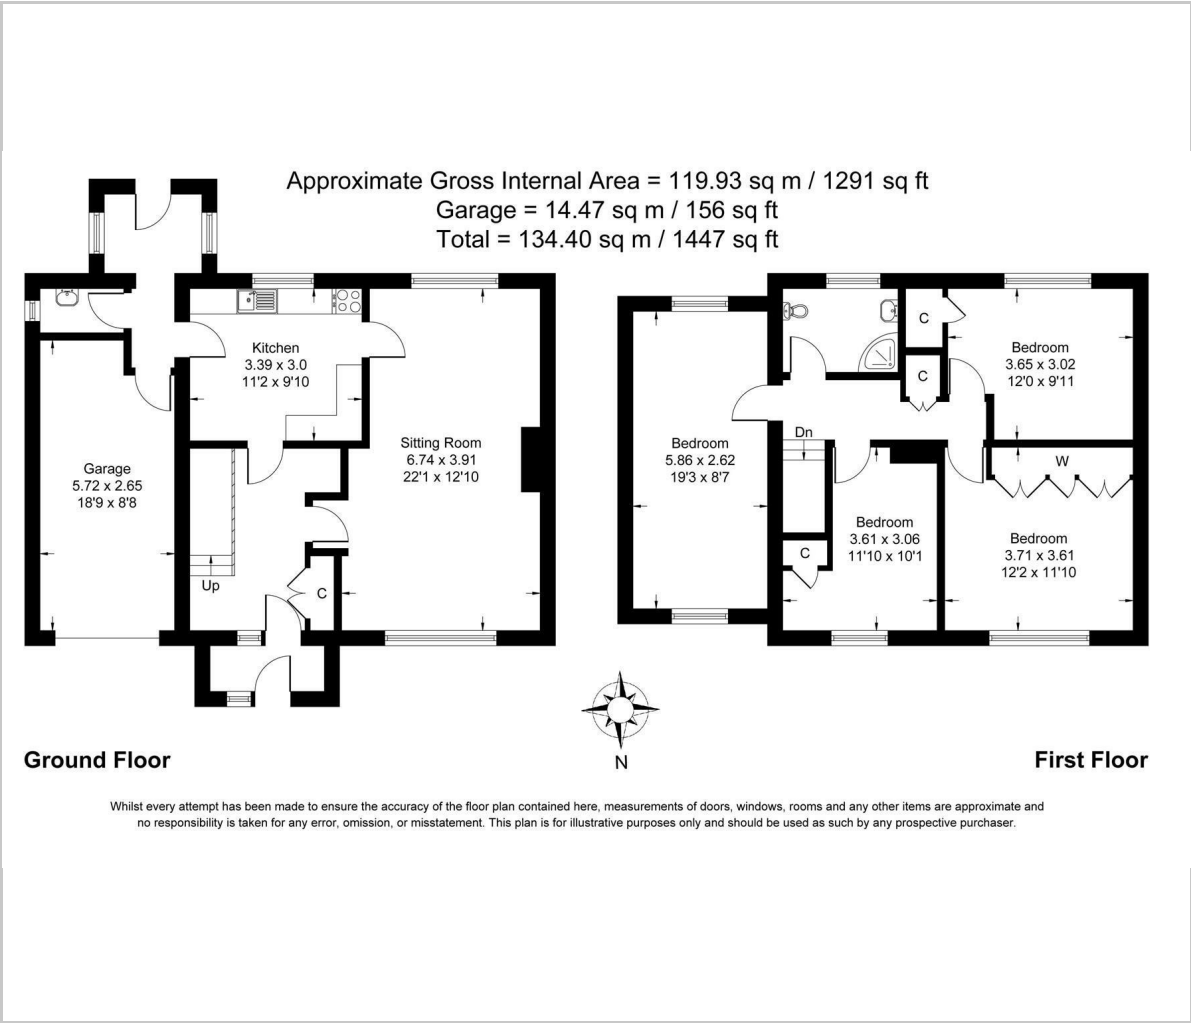 Approximate Gross Internal Area = 119.93 sq m / 1291 sq ft
Garage = 14.47 sq m / 156 sq ft
Total = 134.40 sq m / 1447 sq ft
Kitchen
3.39 x 3.0
11'2 x 9'10
Sitting Room
6.74 x 3.91
22'1 x 12'10
Garage
5.72 x 2.65
18'9 x 8'8
Up
C
C
C
Bedroom
3.65 x 3.02
12'0 x 9'11
Dn
Bedroom
5.86 x 2.62
19'3 x 8'7
W
Bedroom
3.61 x 3.06
11'10 x 10'1
C
Bedroom
3.71 x 3.61
12'2 x 11'10
N
Ground Floor
First Floor
Whilst every attempt has been made to ensure the accuracy of the floor plan contained here, measurements of doors, windows, rooms and any other items are approximate and
no responsibility is taken for any error, omission, or misstatement. This plan is for illustrative purposes only and should be used as such by any prospective purchaser.